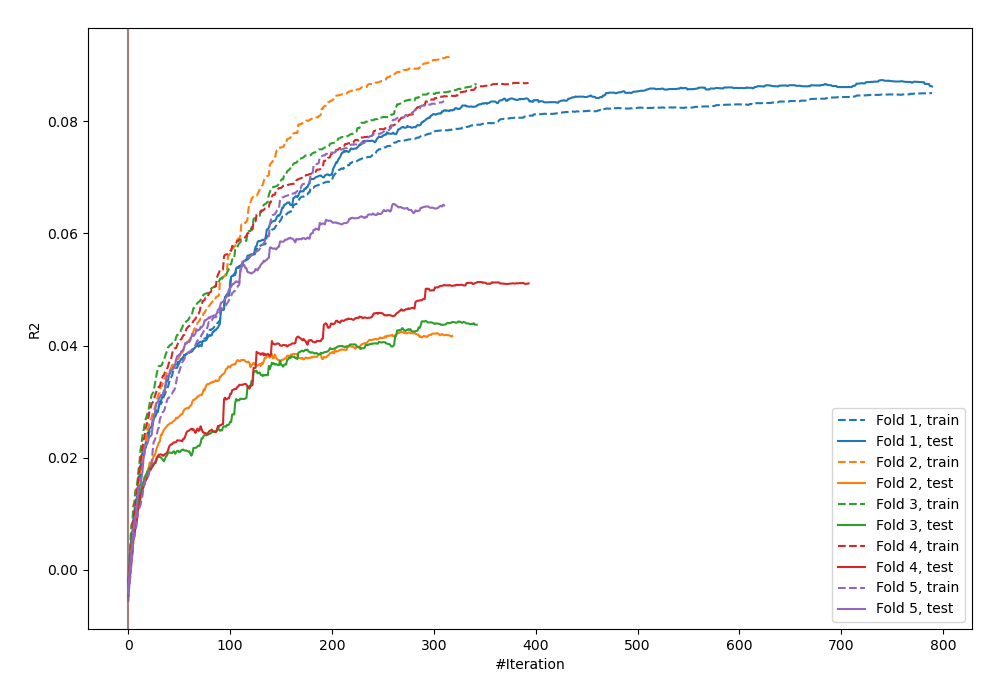 0.08
0.06
R2
0.04
0.02
0.00
0
100
200
300
400
500
600
700
800
#Iteration
Fold 1, train
Fold 1, test
Fold 2, train
Fold 2, test
Fold 3, train
Fold 3, test
Fold 4, train
Fold 4, test
Fold 5, train
Fold 5, test